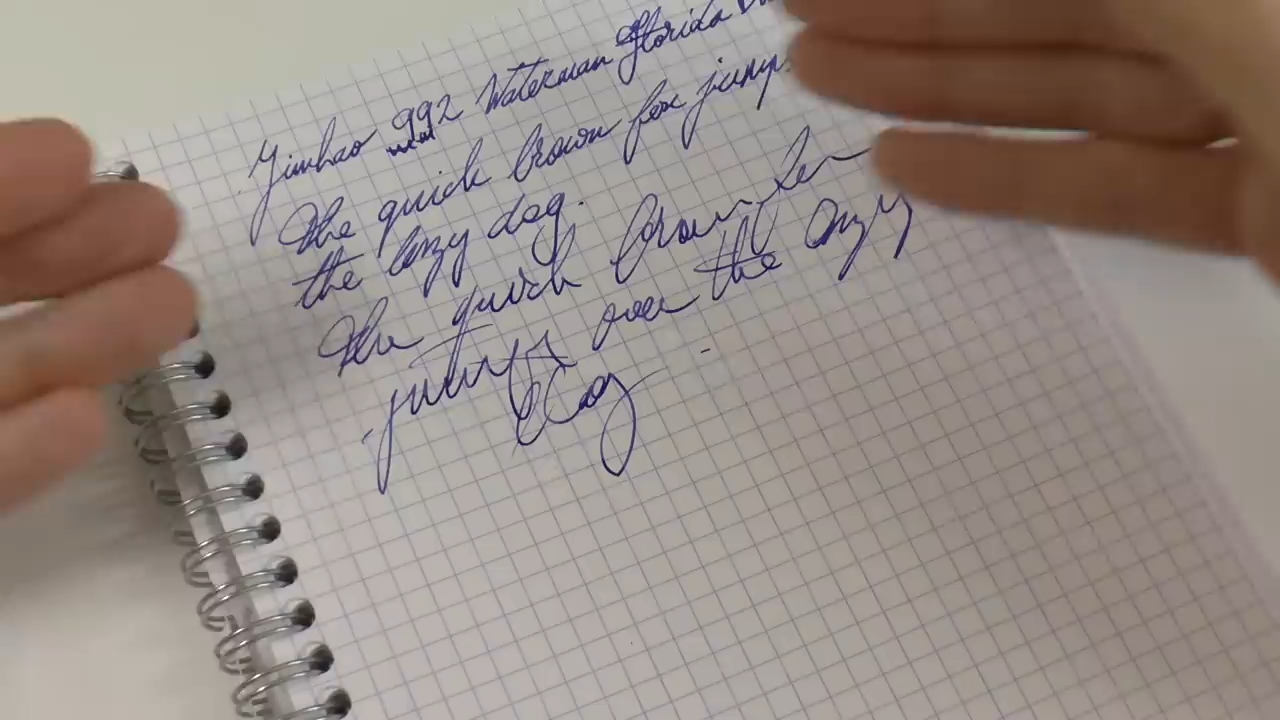 Jinhao 992 Waterman Florida
The quick brown fox jumps
the lazy dog.
The quick brown fox
jumps over the lazy
dog